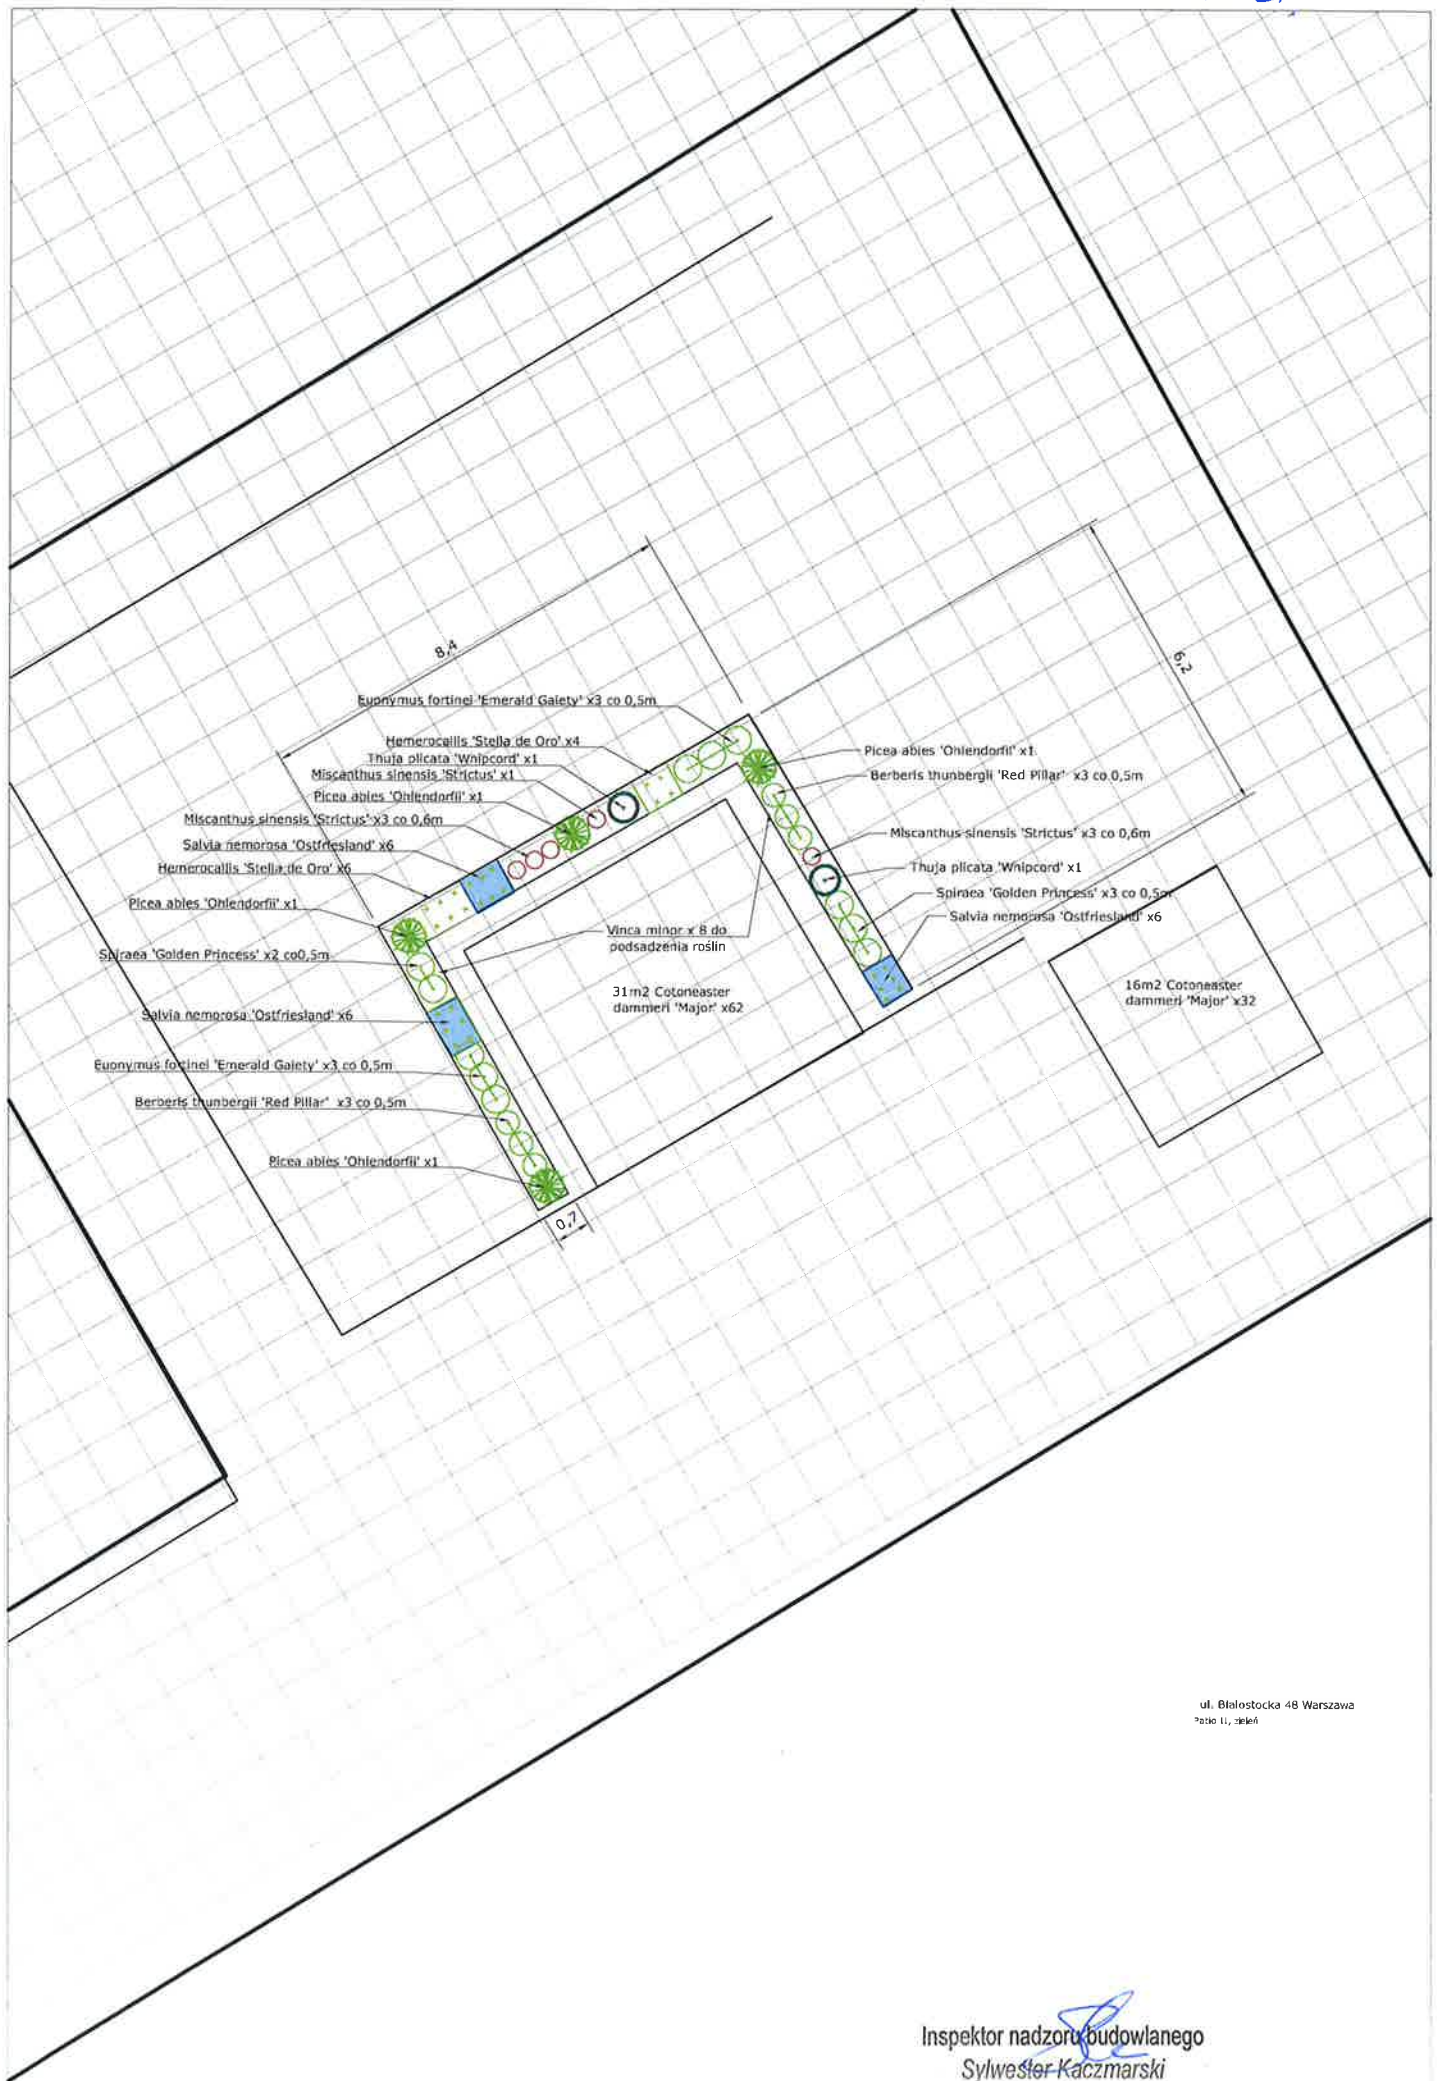 8,4
6,2
Euonymus fortinei 'Emerald Gaiety' x3 co 0,5m
Hemerocallis 'Stella de Oro' x4
Thuja plicata 'Whipcord' x1
Miscanthus sinensis 'Strictus' x1
Picea abies 'Ohlendorfii' x1
Miscanthus sinensis 'Strictus' x3 co 0,6m
Salvia nemorosa 'Ostfriesland' x6
Hemerocallis 'Stella de Oro' x6
Picea abies 'Ohlendorfii' x1
Spiraea 'Golden Princess' x2 co0,5m
Salvia nemorosa 'Ostfriesland' x6
Euonymus fortinei 'Emerald Gaiety' x3 co 0,5m
Berberis thunbergii 'Red Pillar' x3 co 0,5m
Picea abies 'Ohlendorfii' x1
0,7
Picea abies 'Ohlendorfii' x1
Berberis thunbergii 'Red Pillar' x3 co 0,5m
Miscanthus sinensis 'Strictus' x3 co 0,6m
Thuja plicata 'Whipcord' x1
Spiraea 'Golden Princess' x3 co 0,5m
Salvia nemorosa 'Ostfriesland' x6
Vinca minor x 8 do
podsadzenia roślin
31m2 Cotoneaster
dammeri 'Major' x62
16m2 Cotoneaster
dammeri 'Major' x32
ul. Bialostocka 48 Warszawa
Patio II, zieleń
Inspektor nadzoru budowlanego
Sylwester Kaczmarski